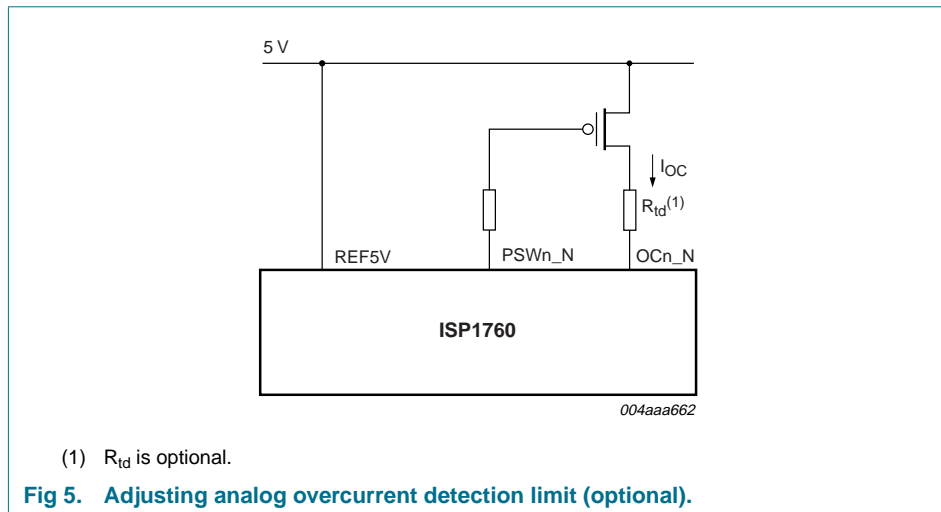 5 V
I_OC
R_td(1)
REF5V
PSWn_N
OCn_N
ISP1760
004aaa662
(1) R_td is optional.
Fig 5. Adjusting analog overcurrent detection limit (optional).